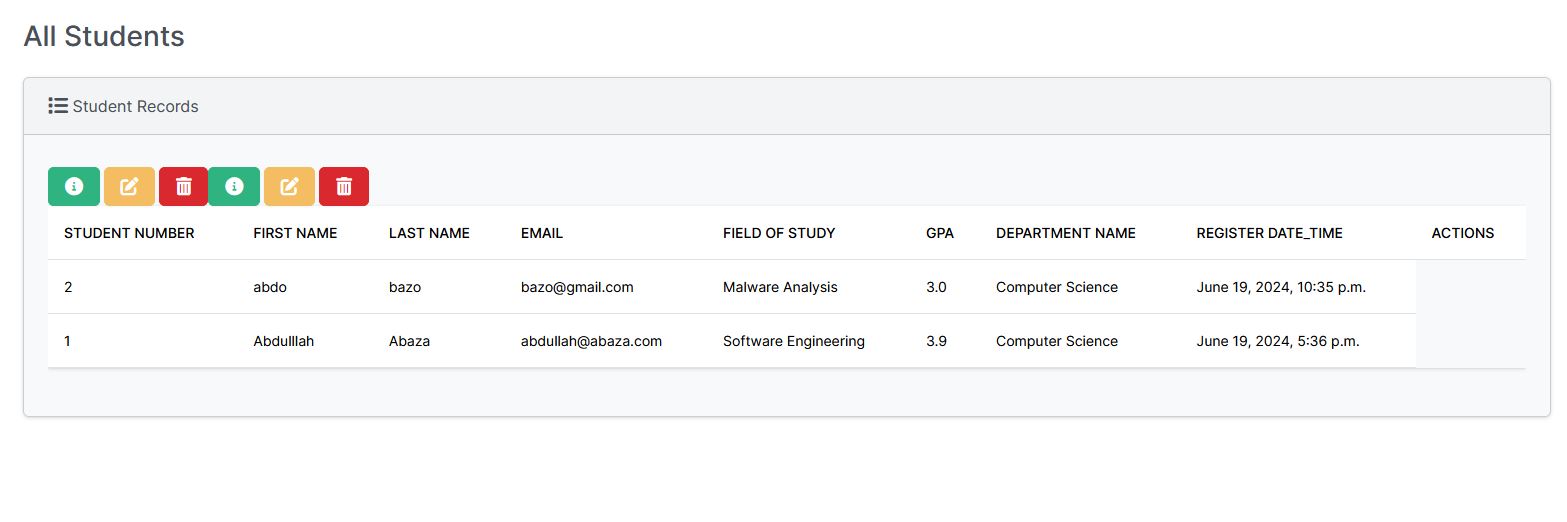 All Students
Student Records
STUDENT NUMBER FIRST NAME LAST NAME EMAIL FIELD OF STUDY GPA DEPARTMENT NAME REGISTER DATE_TIME ACTIONS
2 abdo bazo bazo@gmail.com Malware Analysis 3.0 Computer Science June 19, 2024, 10:35 p.m.
1 Abdulllah Abaza abdullah@abaza.com Software Engineering 3.9 Computer Science June 19, 2024, 5:36 p.m.